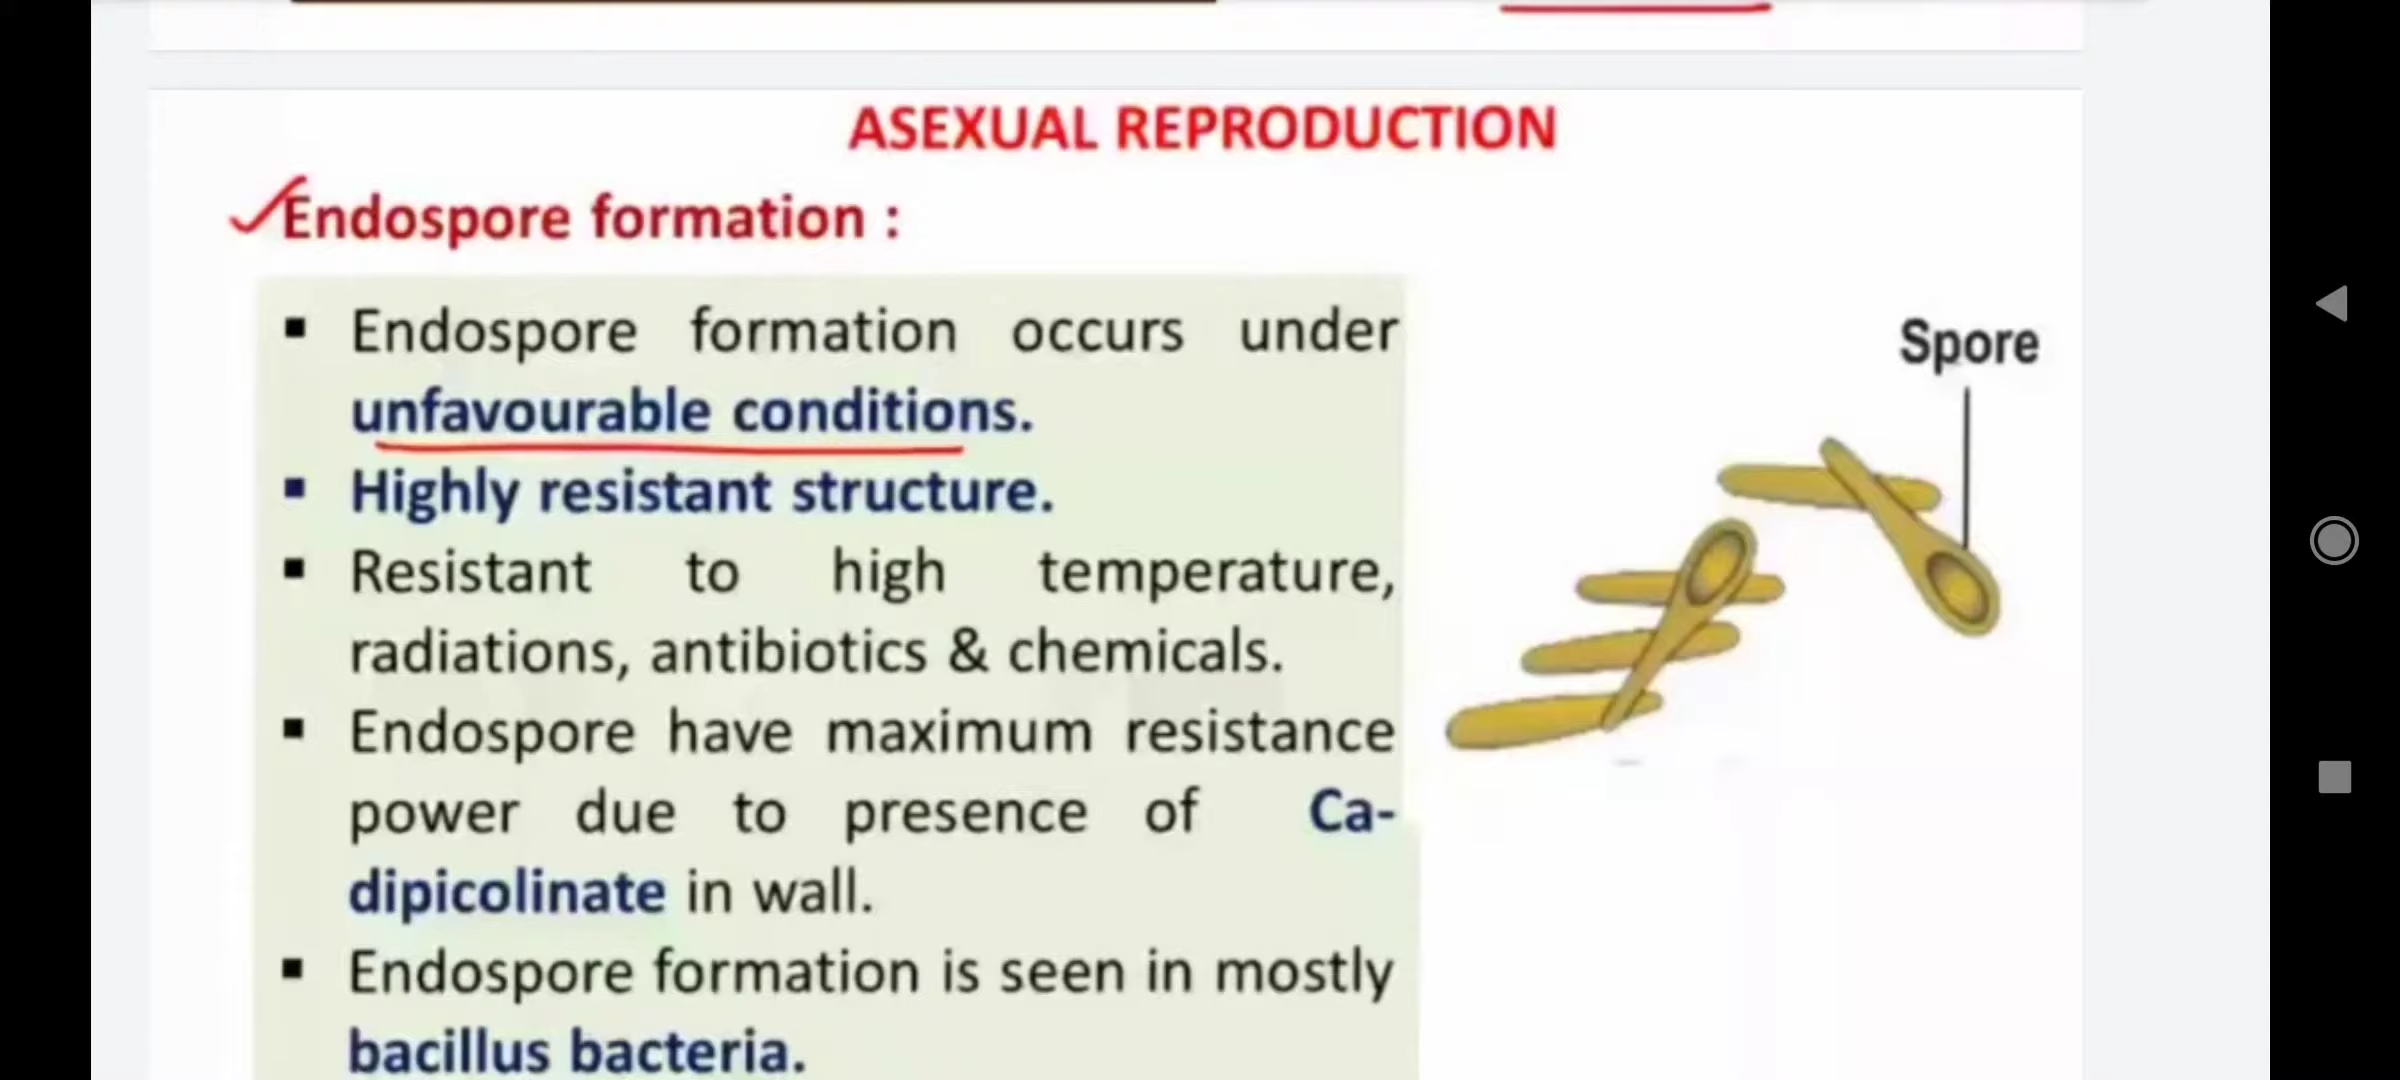 ASEXUAL REPRODUCTION
Endospore formation :
▪ Endospore formation occurs under
unfavourable conditions.
▪ Highly resistant structure.
▪ Resistant to high temperature,
radiations, antibiotics & chemicals.
▪ Endospore have maximum resistance
power due to presence of Ca-
dipicolinate in wall.
▪ Endospore formation is seen in mostly
bacillus bacteria.
Spore